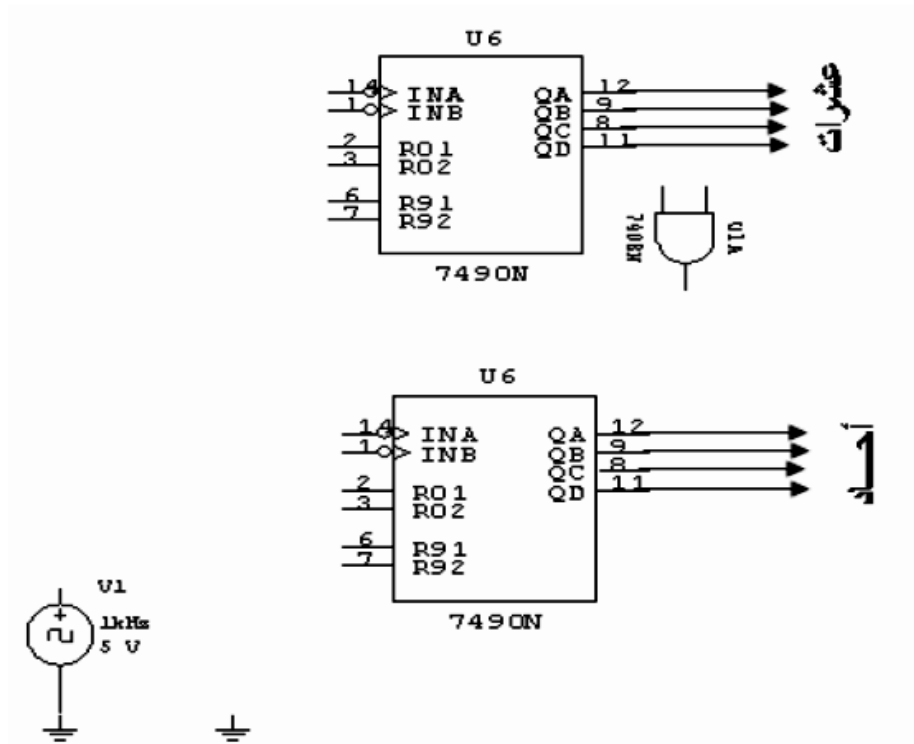 U6
14 INA QA 12
1 INB QB 9
QC 8
2 RO1 QD 11
3 RO2
6 R91
7 R92
7490N
عشرات
7408N
U1A
U6
14 INA QA 12
1 INB QB 9
QC 8
2 RO1 QD 11
3 RO2
6 R91
7 R92
7490N
V1
1kHz
5 V